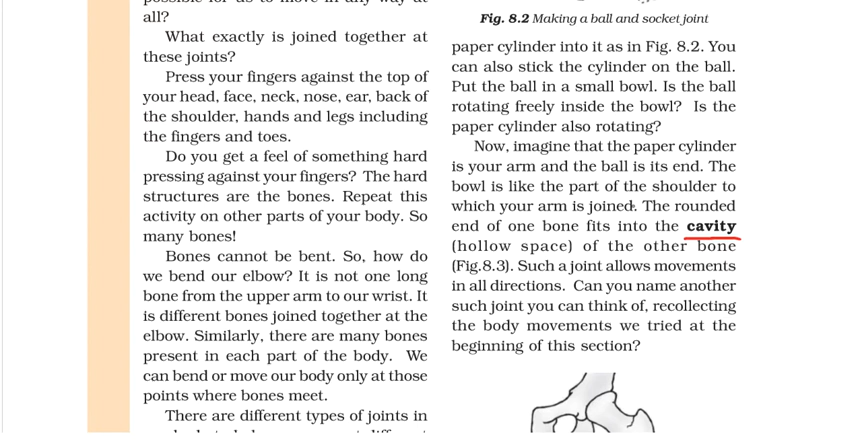 possible for us to move in any way at
all?
What exactly is joined together at
these joints?
Press your fingers against the top of
your head, face, neck, nose, ear, back of
the shoulder, hands and legs including
the fingers and toes.
Do you get a feel of something hard
pressing against your fingers? The hard
structures are the bones. Repeat this
activity on other parts of your body. So
many bones!
Bones cannot be bent. So, how do
we bend our elbow? It is not one long
bone from the upper arm to our wrist. It
is different bones joined together at the
elbow. Similarly, there are many bones
present in each part of the body. We
can bend or move our body only at those
points where bones meet.
There are different types of joints in
Fig. 8.2 Making a ball and socket joint
paper cylinder into it as in Fig. 8.2. You
can also stick the cylinder on the ball.
Put the ball in a small bowl. Is the ball
rotating freely inside the bowl? Is the
paper cylinder also rotating?
Now, imagine that the paper cylinder
is your arm and the ball is its end. The
bowl is like the part of the shoulder to
which your arm is joined. The rounded
end of one bone fits into the cavity
(hollow space) of the other bone
(Fig.8.3). Such a joint allows movements
in all directions. Can you name another
such joint you can think of, recollecting
the body movements we tried at the
beginning of this section?